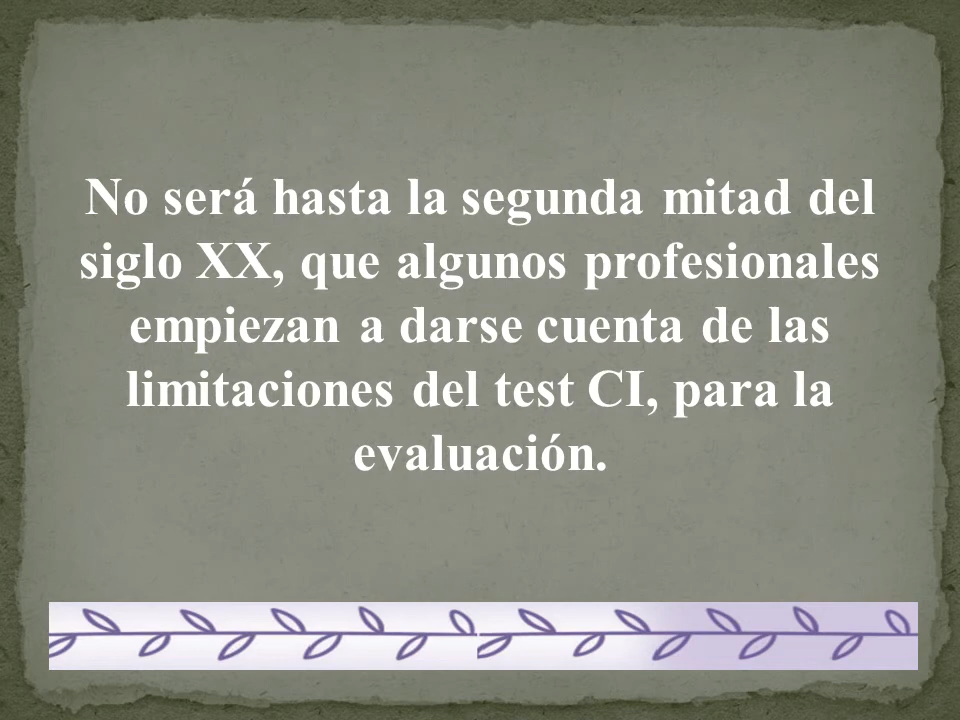 No será hasta la segunda mitad del
siglo XX, que algunos profesionales
empiezan a darse cuenta de las
limitaciones del test CI, para la
evaluación.